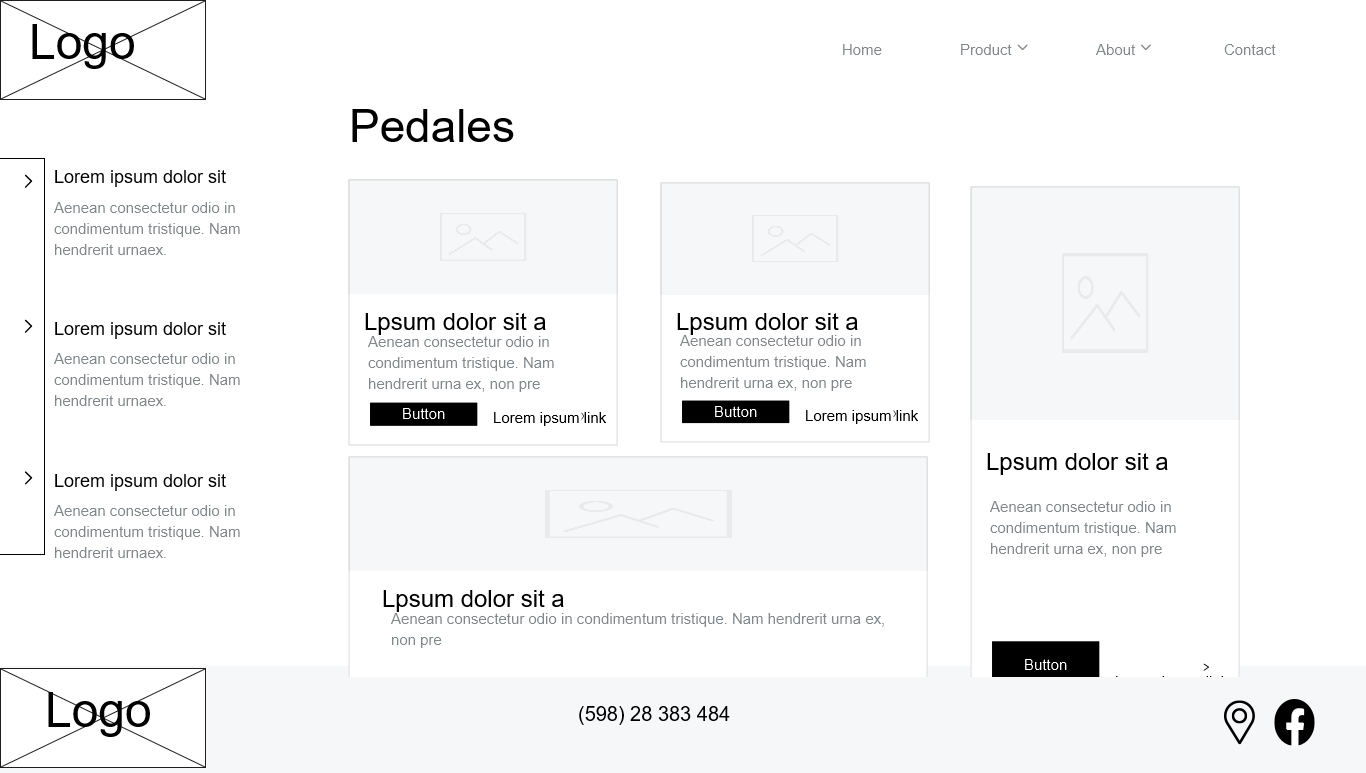 Logo
Home
Product
About
Contact
Pedales
Lorem ipsum dolor sit
Aenean consectetur odio in
condimentum tristique. Nam
hendrerit urnaex.
Lorem ipsum dolor sit
Aenean consectetur odio in
condimentum tristique. Nam
hendrerit urnaex.
Lorem ipsum dolor sit
Aenean consectetur odio in
condimentum tristique. Nam
hendrerit urnaex.
Lpsum dolor sit a
Aenean consectetur odio in
condimentum tristique. Nam
hendrerit urna ex, non pre
Button
Lorem ipsum link
Lpsum dolor sit a
Aenean consectetur odio in
condimentum tristique. Nam
hendrerit urna ex, non pre
Button
Lorem ipsum link
Lpsum dolor sit a
Aenean consectetur odio in
condimentum tristique. Nam
hendrerit urna ex, non pre
Button
Lpsum dolor sit a
Aenean consectetur odio in condimentum tristique. Nam hendrerit urna ex,
non pre
Logo
(598) 28 383 484